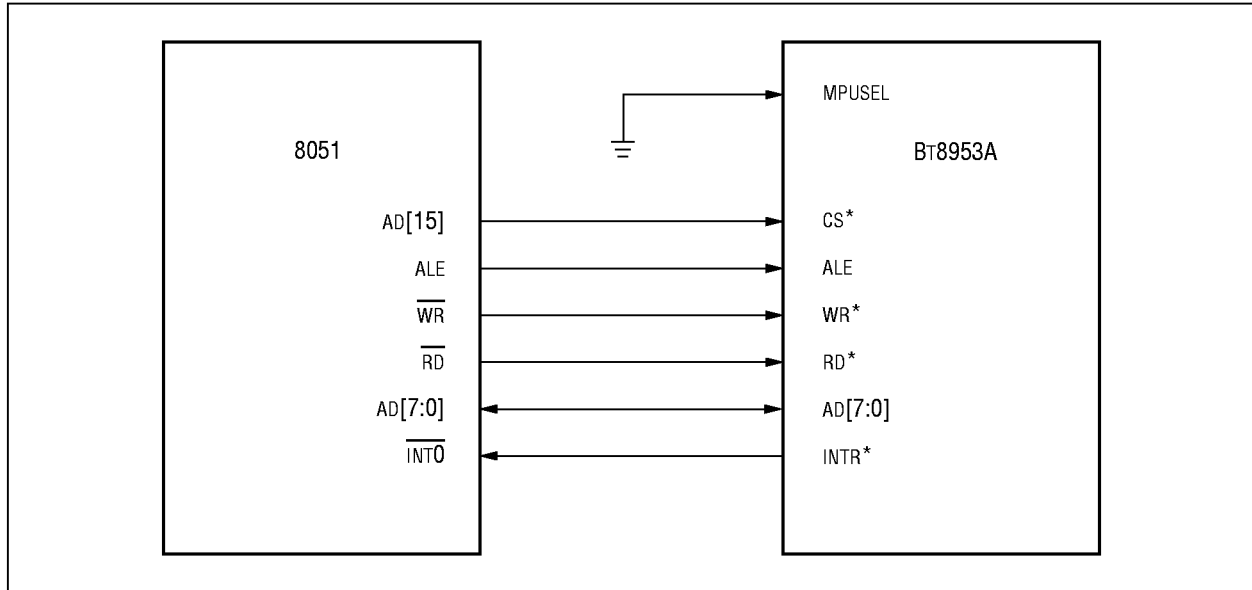 MPUSEL
8051
BT8953A
AD[15]
CS*
ALE
ALE
WR
WR*
RD
RD*
AD[7:0]
AD[7:0]
INT0
INTR*